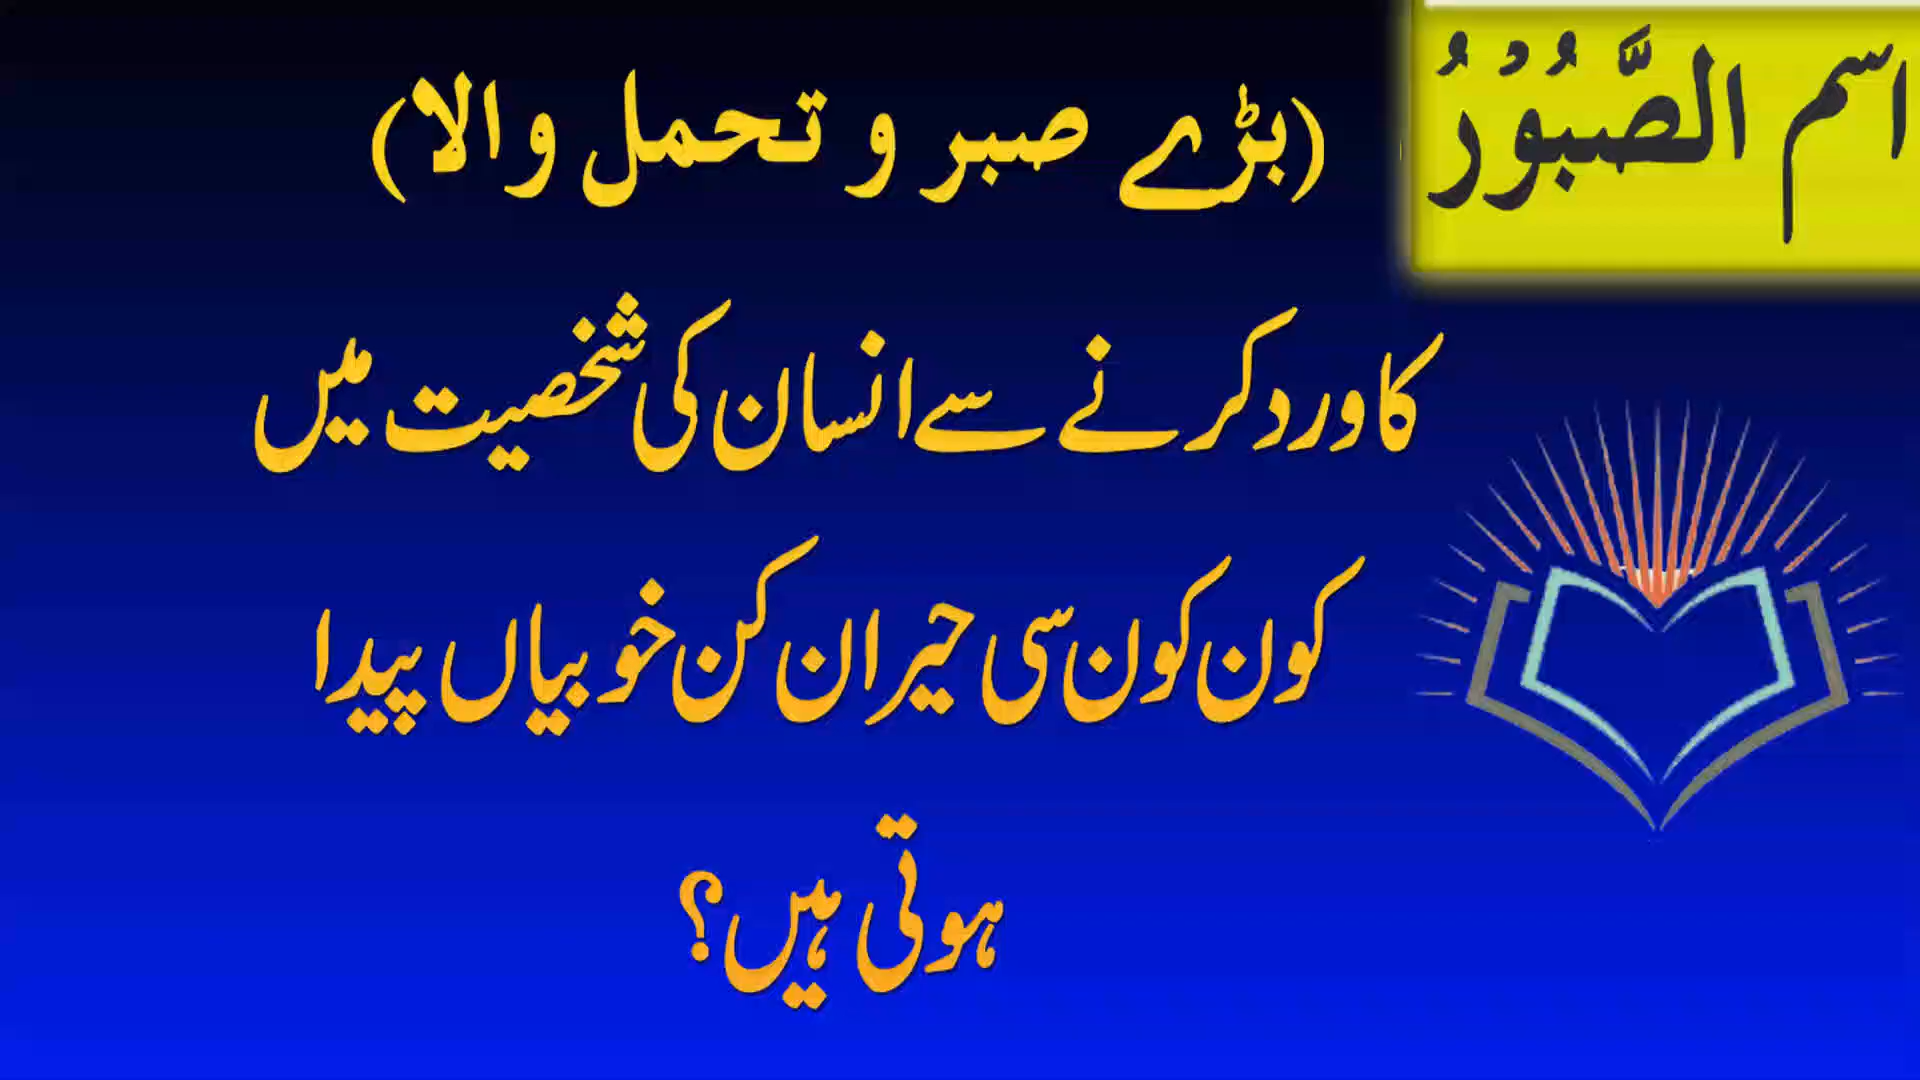 اسم الصَّبُوْرُ (بڑے صبر و تحمل والا)
کا ورد کرنے سے انسان کی شخصیت میں
کون کون سی حیران کن خوبیاں پیدا
ہوتی ہیں؟